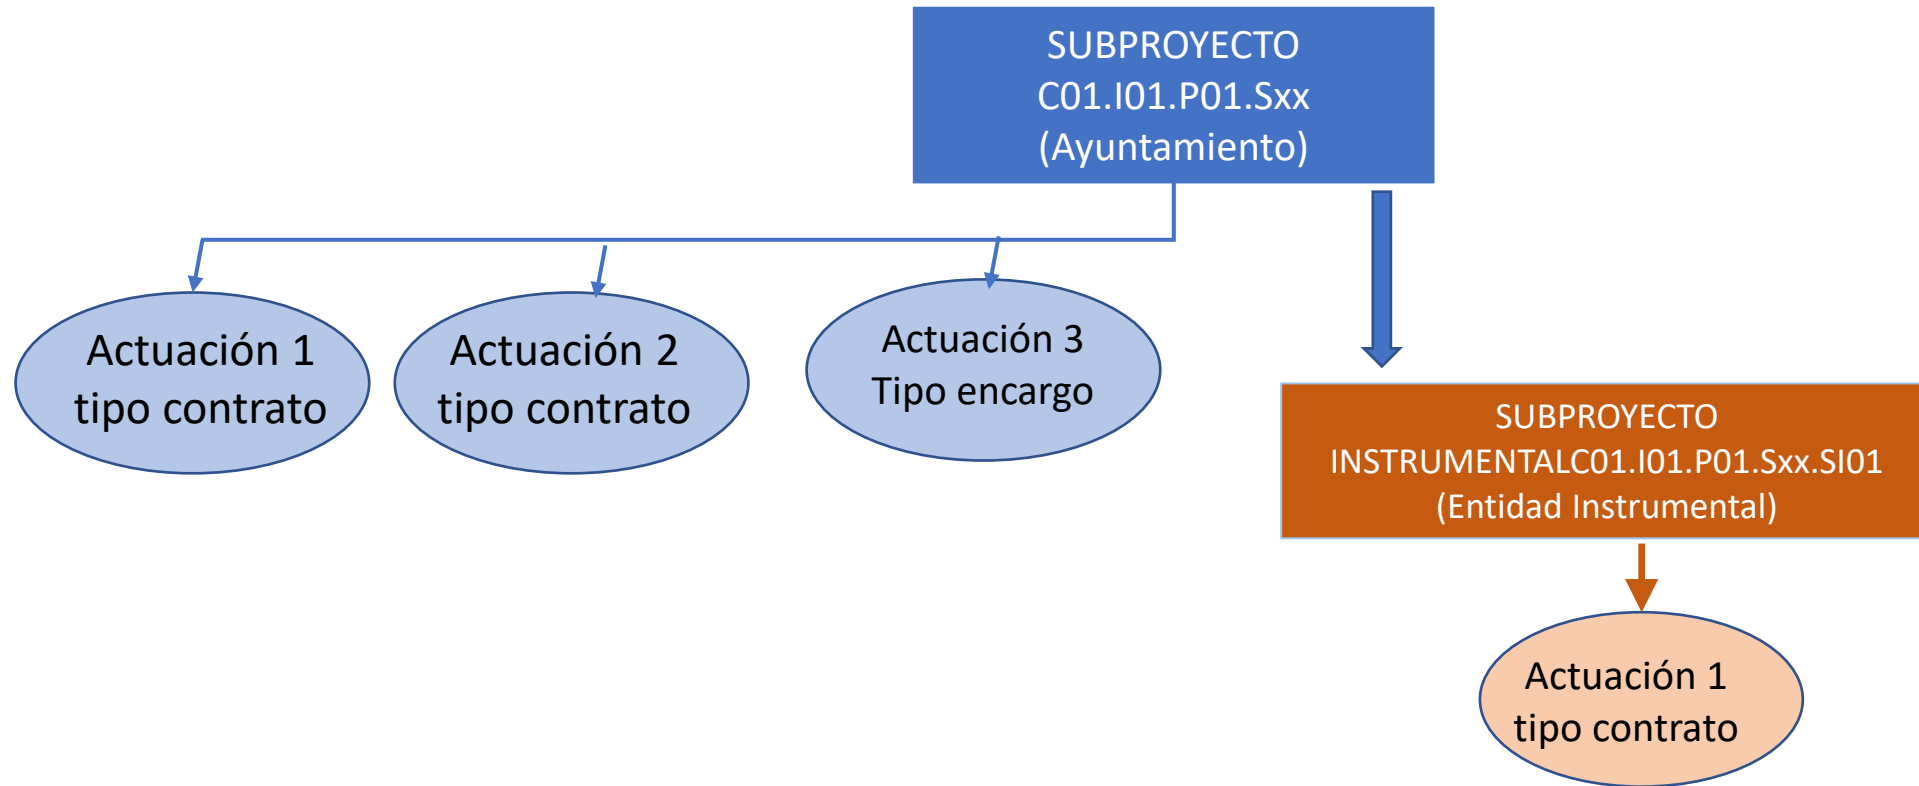 SUBPROYECTO
C01.I01.P01.Sxx
(Ayuntamiento)
Actuación 1
tipo contrato
Actuación 2
tipo contrato
Actuación 3
Tipo encargo
SUBPROYECTO
INSTRUMENTALC01.I01.P01.Sxx.SI01
(Entidad Instrumental)
Actuación 1
tipo contrato